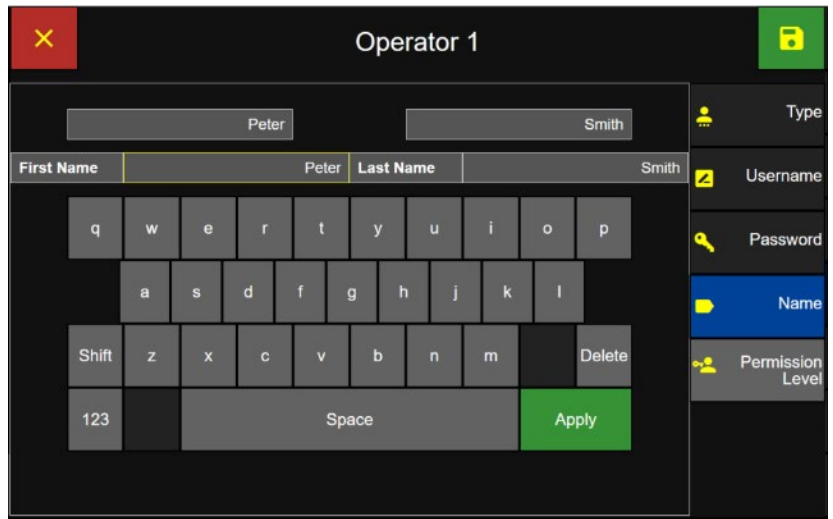 Operator 1
Peter Smith
First Name Peter Last Name Smith
q w e r t y u i o p
a s d f g h j k l
Shift z x c v b n m Delete
123 Space Apply
Type
Username
Password
Name
Permission
Level